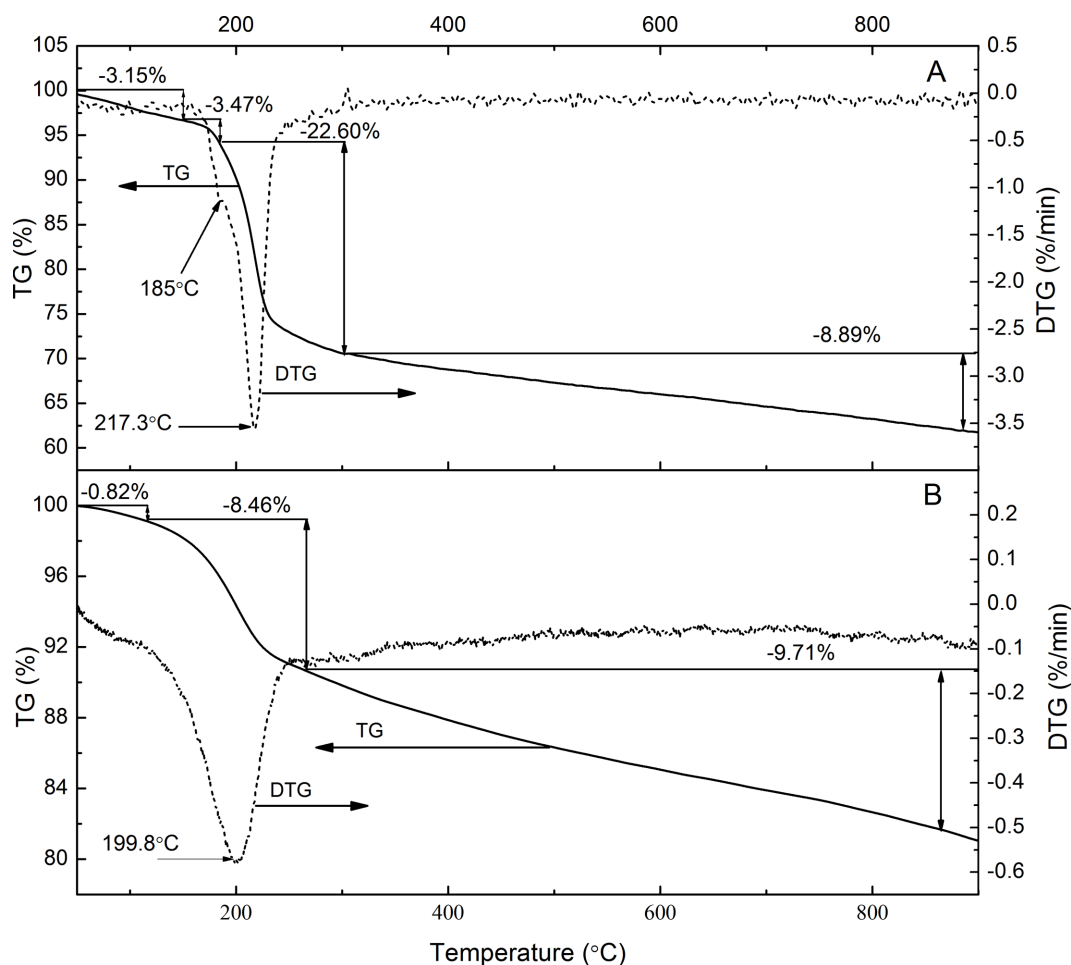 200 400 600 800
105
100
95
90
85
80
75
70
65
60
TG (%)
A
-3.15%
-3.47%
-22.60%
TG
185°C
-8.89%
DTG
217.3°C
0.5
0.0
-0.5
-1.0
-1.5
-2.0
-2.5
-3.0
-3.5
DTG (%/min)
100
96
92
88
84
80
TG (%)
B
-0.82%
-8.46%
-9.71%
TG
DTG
199.8°C
0.2
0.1
0.0
-0.1
-0.2
-0.3
-0.4
-0.5
-0.6
DTG (%/min)
200 400 600 800
Temperature (°C)